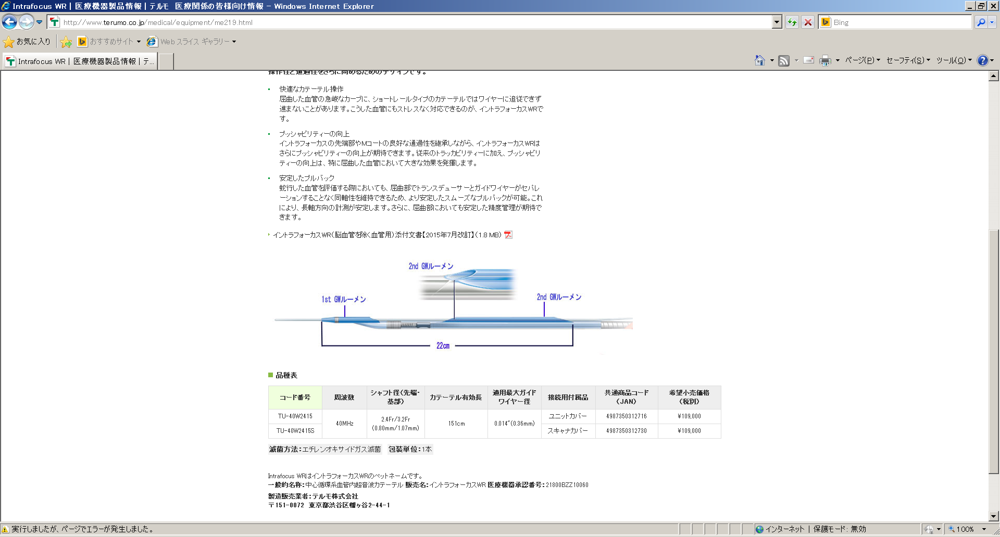 Intrafocus WR | 医療機器製品情報 | テルモ 医療関係の皆様向け情報 - Windows Internet Explorer
http://www.terumo.co.jp/medical/equipment/me219.html
Bing
お気に入り
おすすめサイト
Web スライス ギャラリー
Intrafocus WR | 医療機器製品情報 | テ...
ページ(P)
セーフティ(S)
ツール(O)
操作性と通過性をさらに高めるためのデザインです。
快適なカテーテル操作
屈曲した血管の急峻なカーブに、ショートレールタイプのカテーテルではワイヤーに追従できず
進まないことがあります。こうした血管にもストレスなく対応できるのが、イントラフォーカスWRで
す。
プッシャビリティーの向上
イントラフォーカスの先端部やMコートの良好な通過性を継承しながら、イントラフォーカスWRは
さらにプッシャビリティーの向上が期待できます。従来のトラッカビリティーに加え、プッシャビリ
ティーの向上は、特に屈曲した血管において大きな効果を発揮します。
安定したプルバック
蛇行した血管を評価する際においても、屈曲部でトランスデューサーとガイドワイヤーがセパレ
ーションすることなく同軸性を維持できるため、より安定したスムーズなプルバックが可能。これ
により、長軸方向の計測が安定します。さらに、屈曲部においても安定した精度管理が期待で
きます。
イントラフォーカスWR（脳血管を除く血管用）添付文書【2015年7月改訂】（1.8 MB）
2nd GWルーメン
1st GWルーメン
2nd GWルーメン
22cm
品種表
コード番号 周波数 シャフト径（先端・基部） カテーテル有効長 適用最大ガイドワイヤー径 接続用付属品 共通商品コード（JAN） 希望小売価格（税別）
TU-40W2415 40MHz 2.4Fr/3.2Fr (0.80mm/1.07mm) 151cm 0.014"(0.36mm) ユニットカバー 4987350312716 ¥109,000
TU-40W2415S スキャナカバー 4987350312730 ¥109,000
滅菌方法：エチレンオキサイドガス滅菌 包装単位：1本
Intrafocus WRはイントラフォーカスWRのペットネームです。
一般的名称：中心循環系血管内超音波カテーテル 販売名：イントラフォーカスWR 医療機器承認番号：21800BZZ10060
製造販売業者：テルモ株式会社
〒151-0072 東京都渋谷区幡ヶ谷2-44-1
実行しましたが、ページでエラーが発生しました。
インターネット | 保護モード: 無効
100%